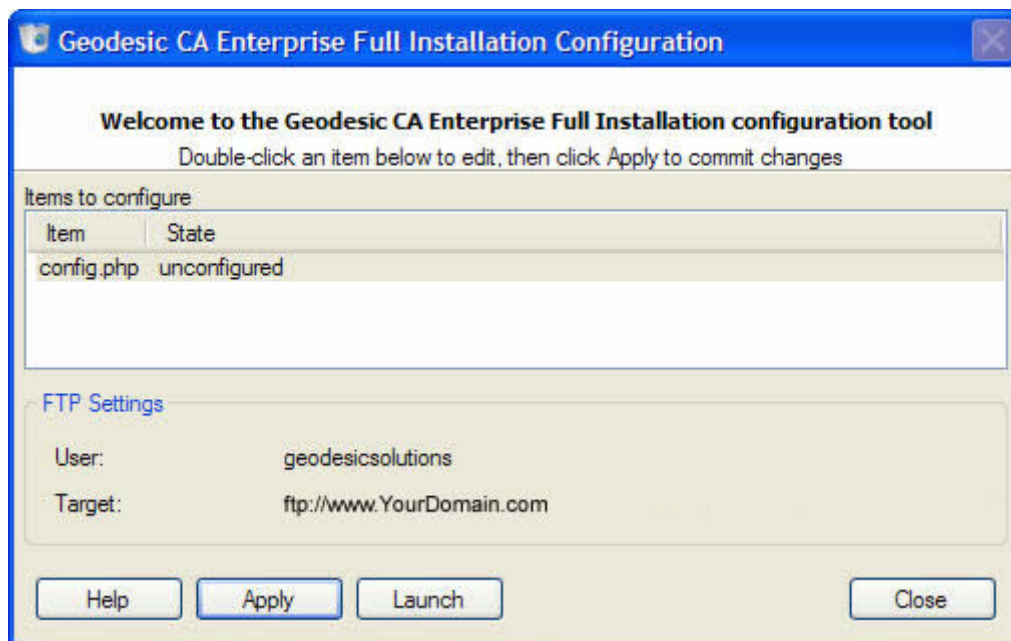 Geodesic CA Enterprise Full Installation Configuration
Welcome to the Geodesic CA Enterprise Full Installation configuration tool
Double-click an item below to edit, then click Apply to commit changes
Items to configure
Item State
config.php unconfigured
FTP Settings
User: geodesicsolutions
Target: ftp://www.YourDomain.com
Help Apply Launch Close